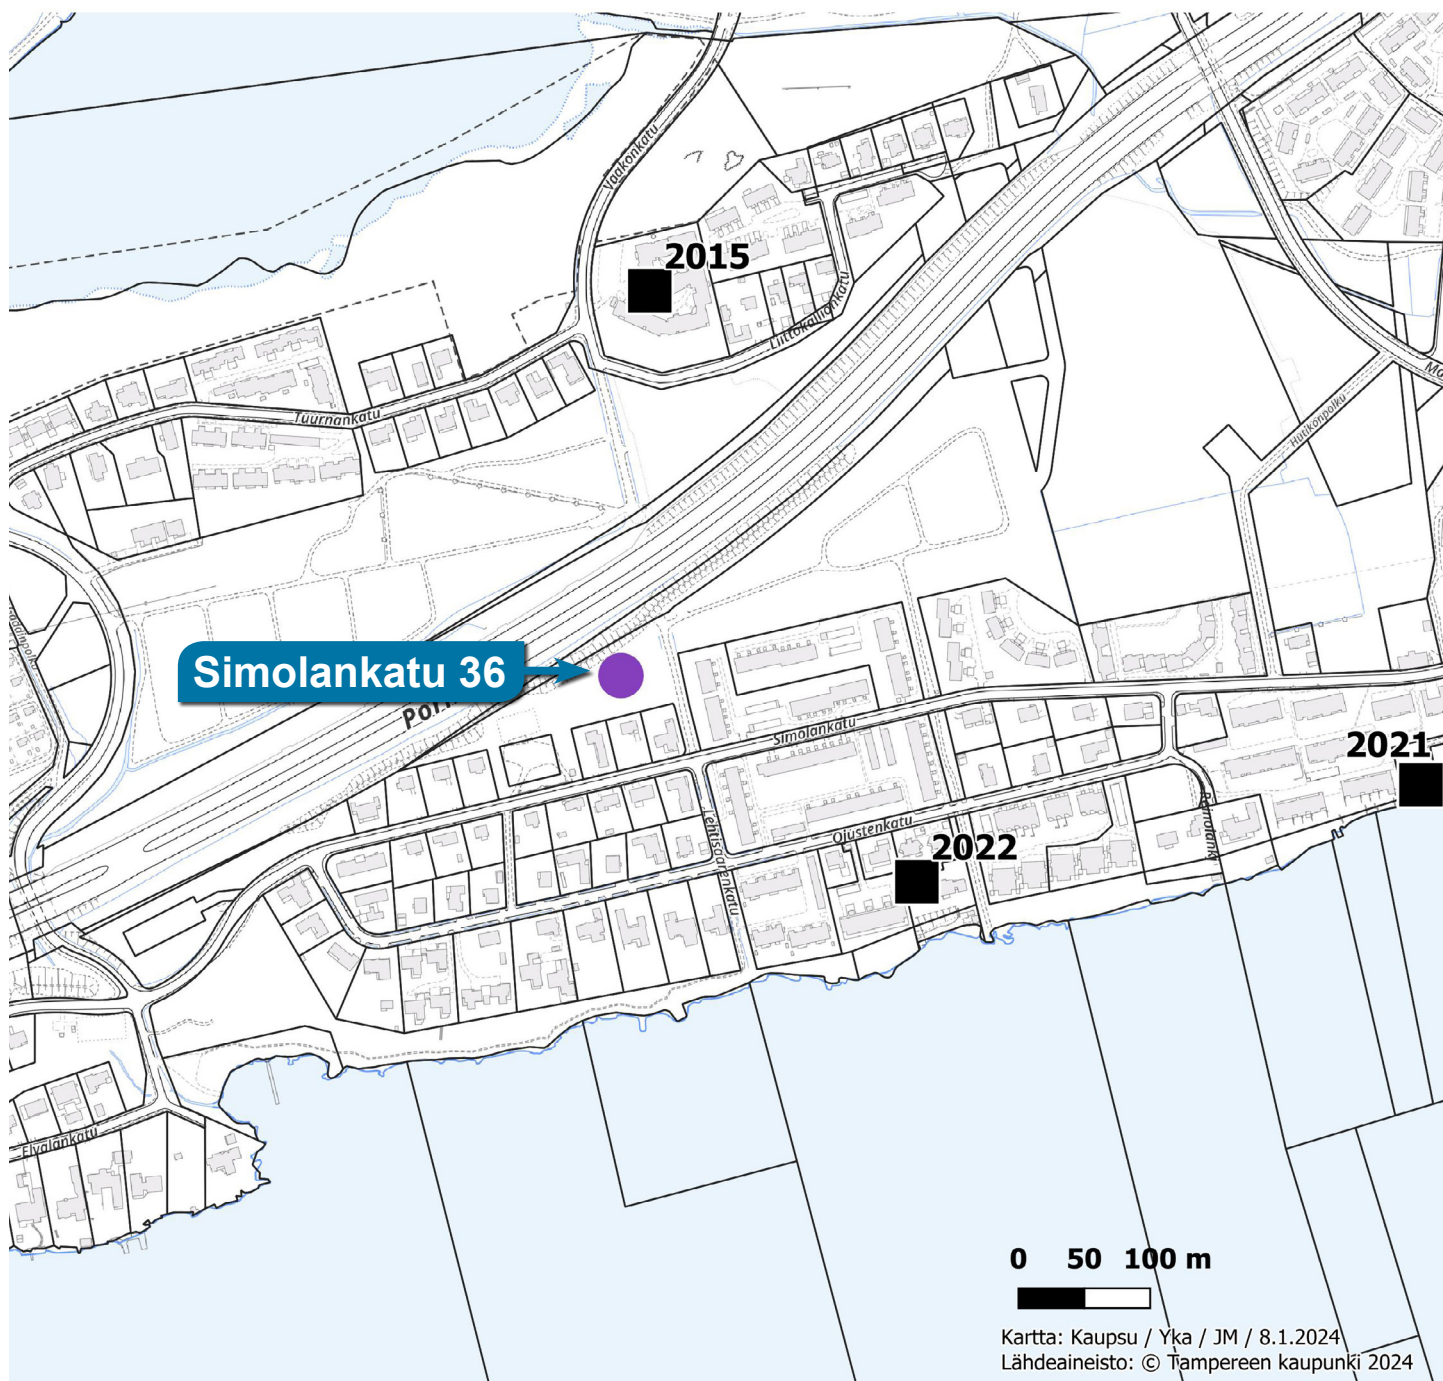 Vaakonkatu
2015
Liittokallionkatu
Tuurnankatu
Huikonpolku
Simolankatu 36
Simolankatu
2021
Ojustenkatu
2022
Lehtisaarenkatu
Elvalankatu
0 50 100 m
Kartta: Kaupsu / Yka / JM / 8.1.2024
Lähdeaineisto: © Tampereen kaupunki 2024